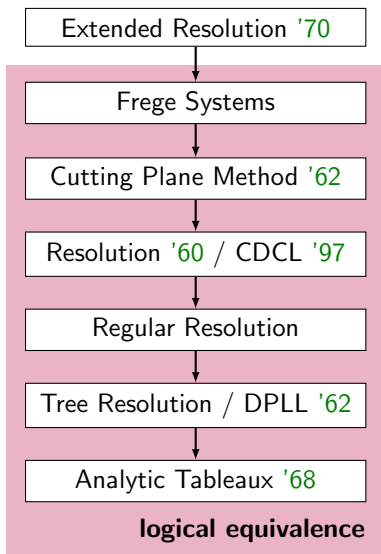 Extended Resolution '70
Frege Systems
Cutting Plane Method '62
Resolution '60 / CDCL '97
Regular Resolution
Tree Resolution / DPLL '62
Analytic Tableaux '68
logical equivalence